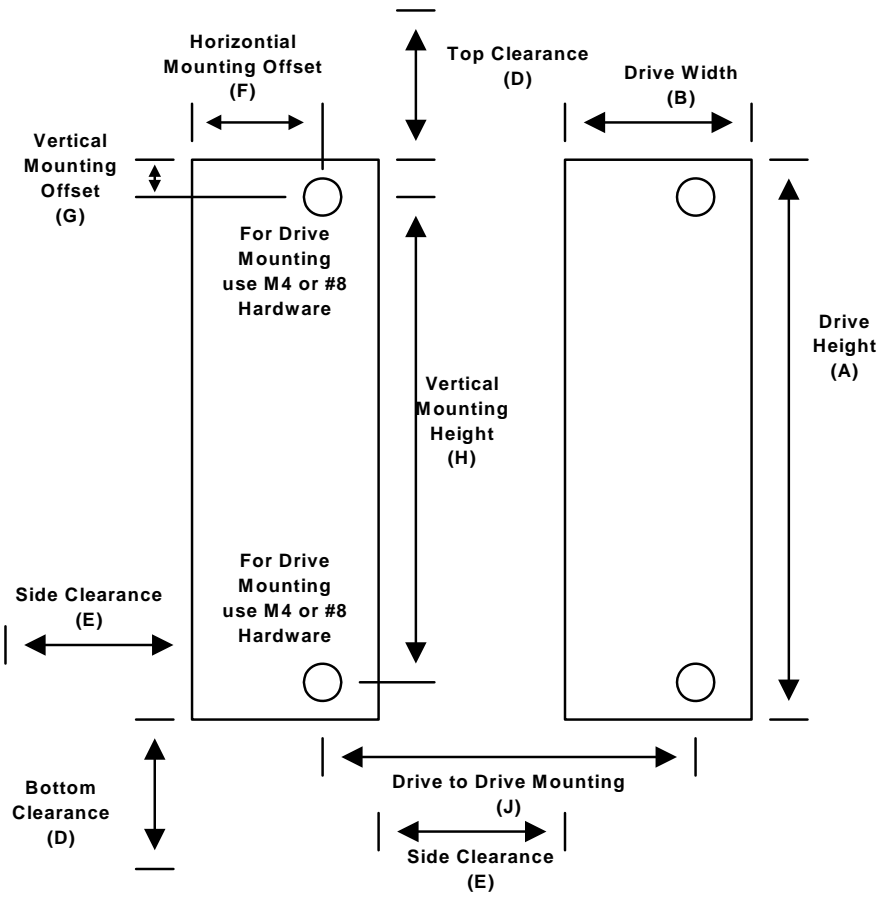 Horizontial
Mounting Offset
(F)
Top Clearance
(D)
Drive Width
(B)
Vertical
Mounting
Offset
(G)
For Drive
Mounting
use M4 or #8
Hardware
Drive
Height
(A)
Vertical
Mounting
Height
(H)
For Drive
Mounting
use M4 or #8
Hardware
Side Clearance
(E)
Drive to Drive Mounting
(J)
Bottom
Clearance
(D)
Side Clearance
(E)